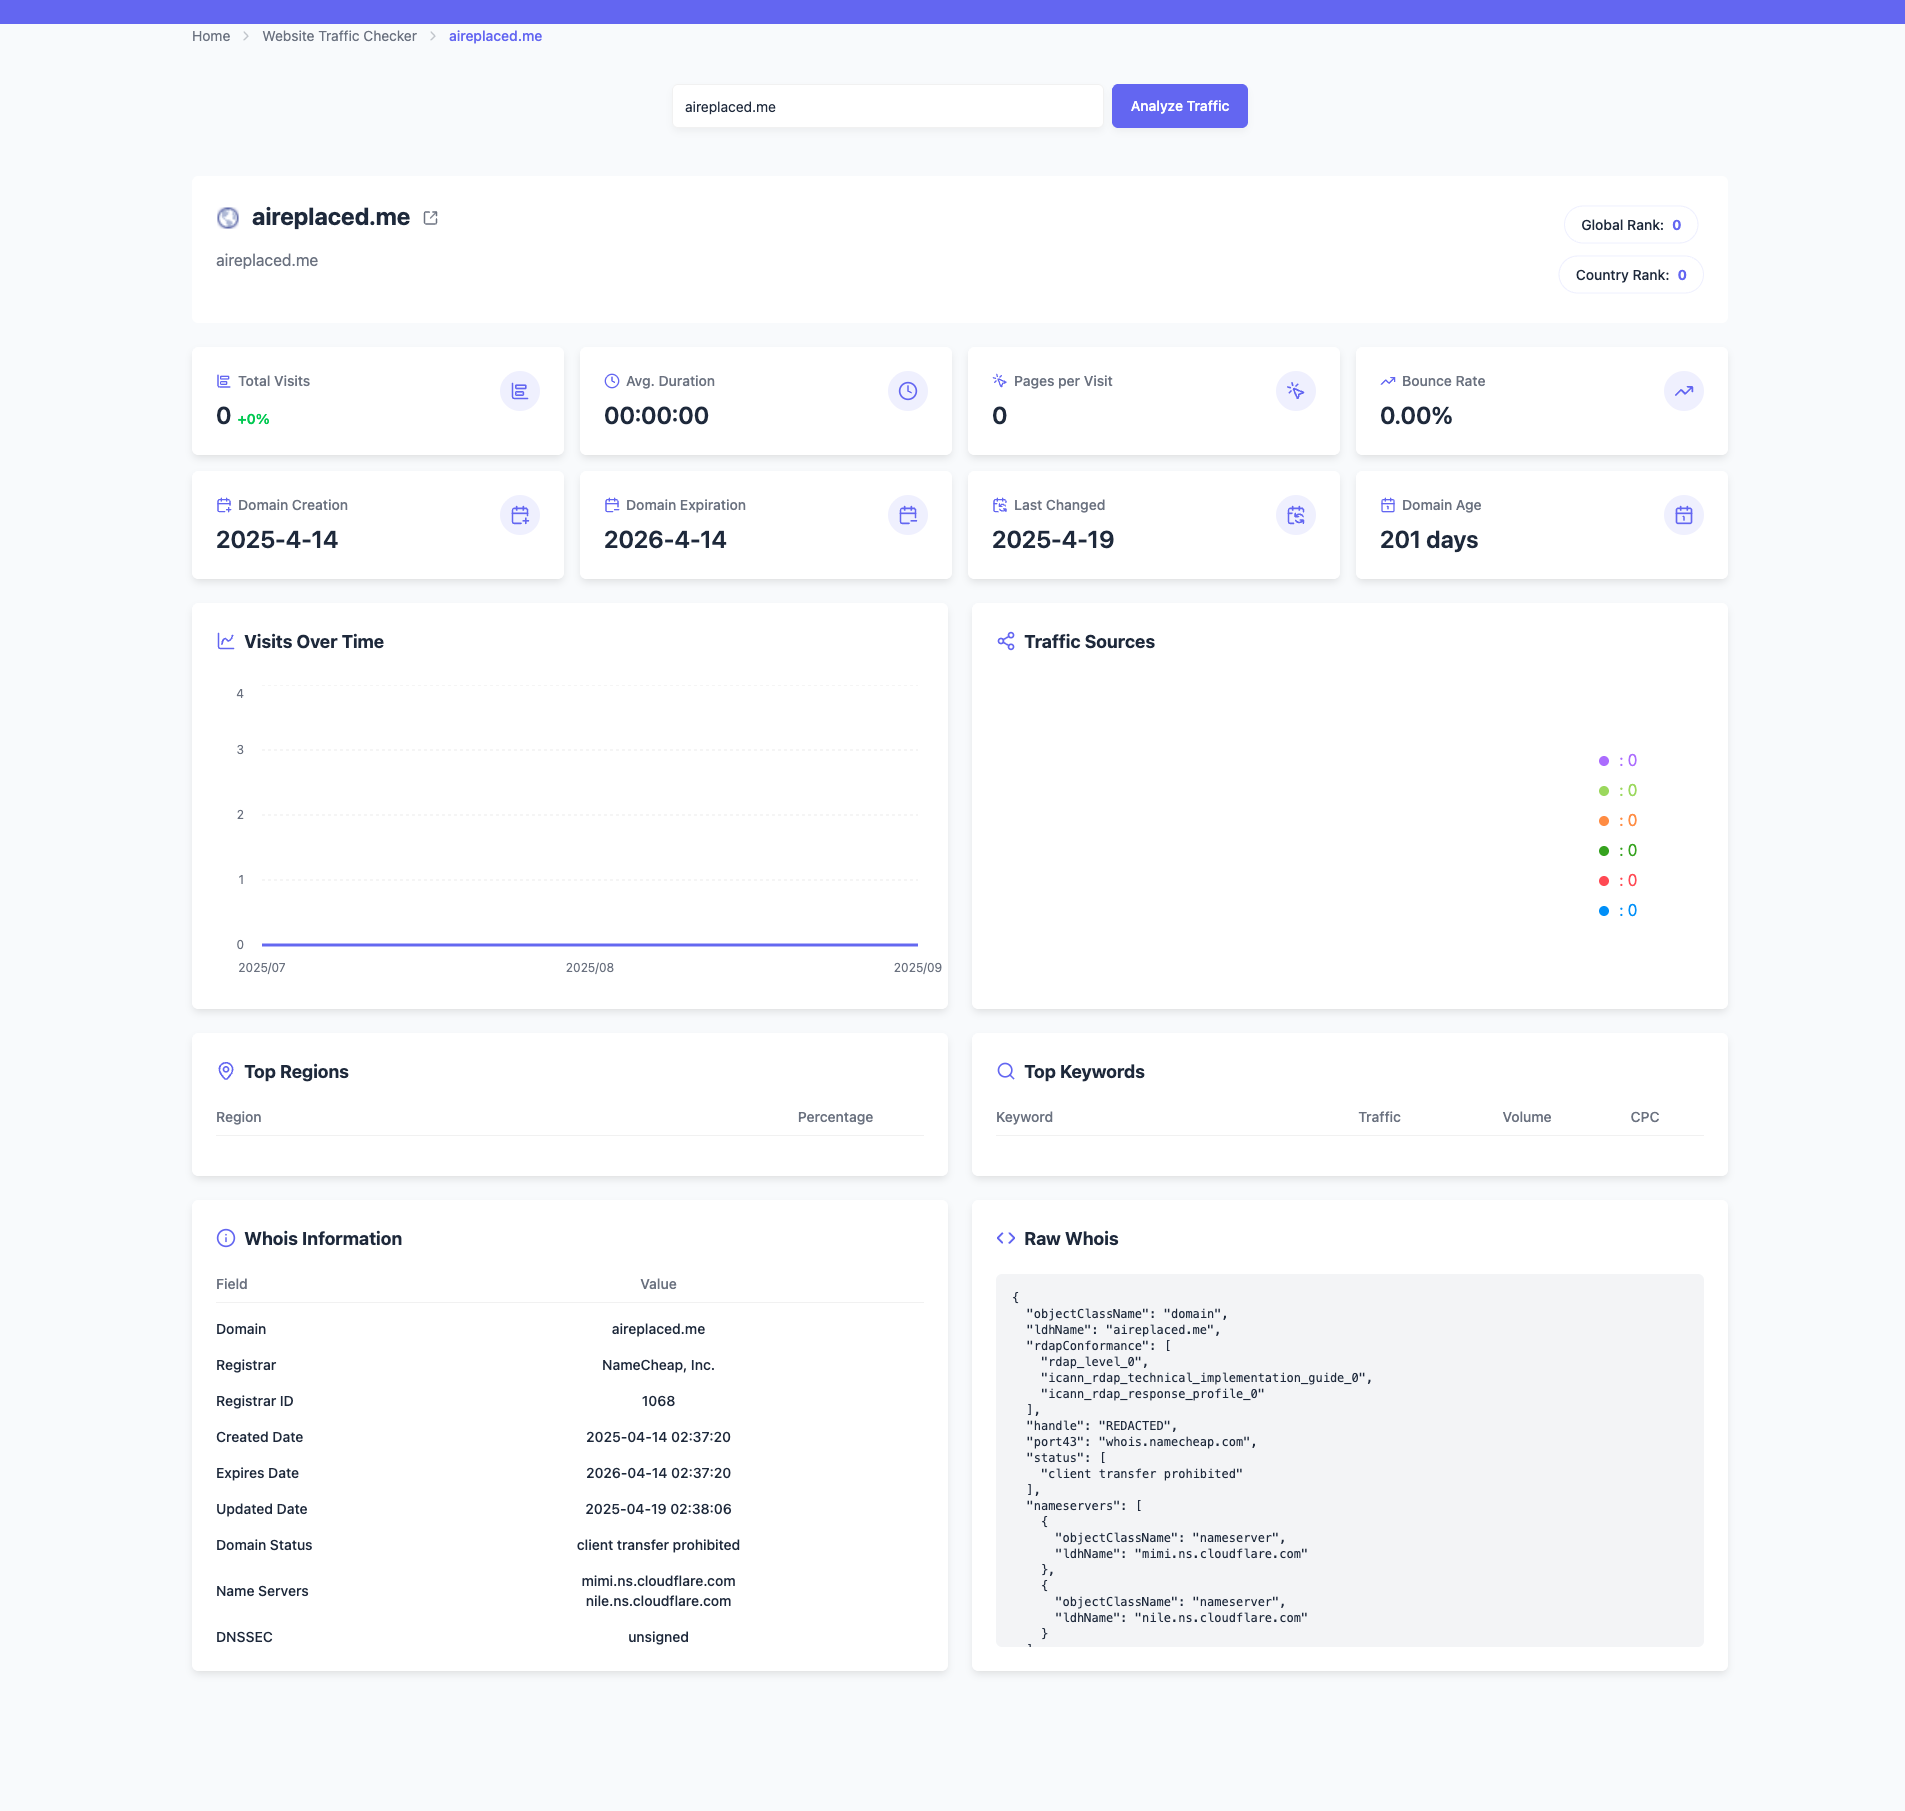 Home > Website Traffic Checker > aireplaced.me
aireplaced.me
Analyze Traffic
aireplaced.me
aireplaced.me
Global Rank: 0
Country Rank: 0
Total Visits
0 +0%
Avg. Duration
00:00:00
Pages per Visit
0
Bounce Rate
0.00%
Domain Creation
2025-4-14
Domain Expiration
2026-4-14
Last Changed
2025-4-19
Domain Age
201 days
Visits Over Time
4
3
2
1
0
2025/07 2025/08 2025/09
Traffic Sources
: 0
: 0
: 0
: 0
: 0
: 0
Top Regions
Region Percentage
Top Keywords
Keyword Traffic Volume CPC
Whois Information
Field Value
Domain aireplaced.me
Registrar NameCheap, Inc.
Registrar ID 1068
Created Date 2025-04-14 02:37:20
Expires Date 2026-04-14 02:37:20
Updated Date 2025-04-19 02:38:06
Domain Status client transfer prohibited
Name Servers mimi.ns.cloudflare.com
nile.ns.cloudflare.com
DNSSEC unsigned
Raw Whois
{
"objectClassName": "domain",
"ldhName": "aireplaced.me",
"rdapConformance": [
"rdap_level_0",
"icann_rdap_technical_implementation_guide_0",
"icann_rdap_response_profile_0"
],
"handle": "REDACTED",
"port43": "whois.namecheap.com",
"status": [
"client transfer prohibited"
],
"nameservers": [
{
"objectClassName": "nameserver",
"ldhName": "mimi.ns.cloudflare.com"
},
{
"objectClassName": "nameserver",
"ldhName": "nile.ns.cloudflare.com"
}